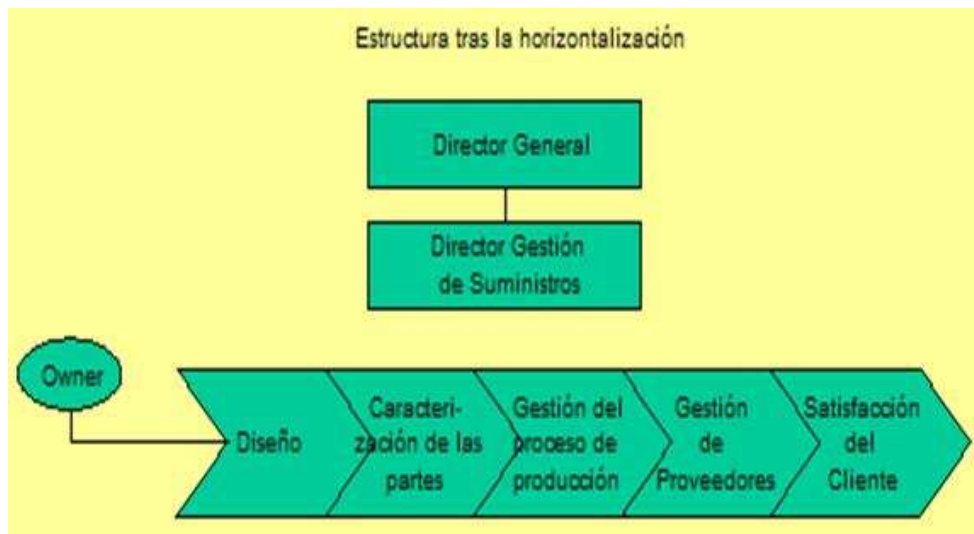 Estructura tras la horizontalización
Director General
Director Gestión
de Suministros
Owner
Diseño
Caracteri-
zación de las
partes
Gestión del
proceso de
producción
Gestión
de
Proveedores
Satisfacción
del
Cliente